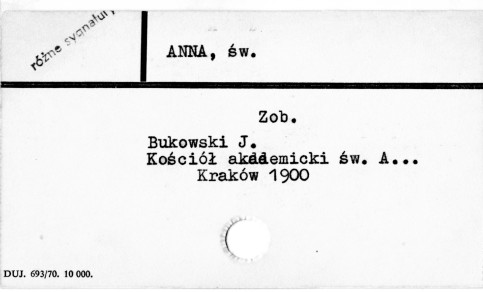 różne sygnatury
ANNA, św.
Zob.
Bukowski J.
Kościół akademicki św. A...
Kraków 1900
DUJ. 693/70. 10 000.